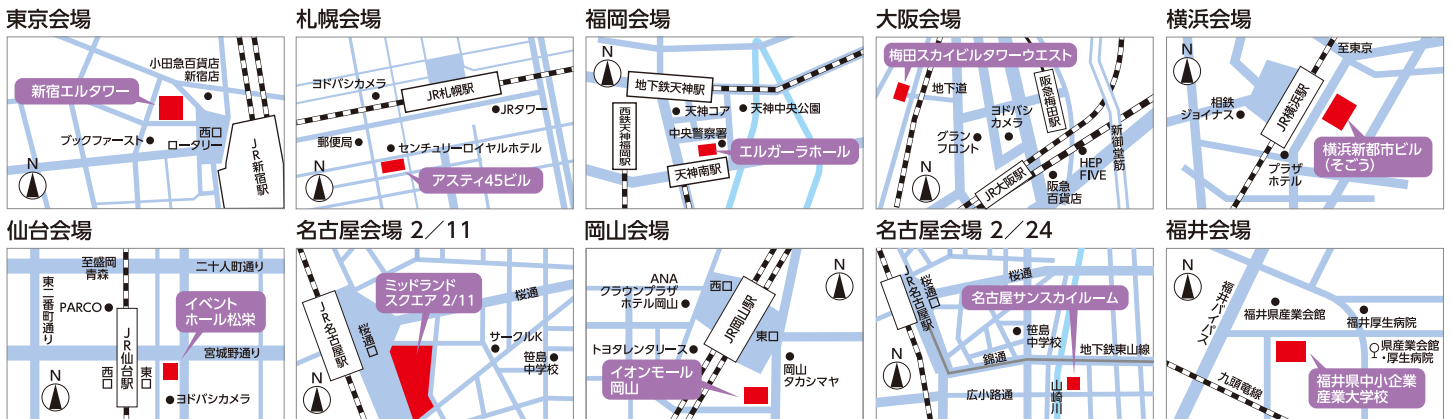 東京会場
小田急百貨店
新宿店
新宿エルタワー
ブックファースト
西口
ロータリー
JR新宿駅
N
札幌会場
ヨドバシカメラ
JR札幌駅
JRタワー
郵便局
センチュリーロイヤルホテル
アスティ45ビル
N
福岡会場
N
地下鉄天神駅
西鉄天神福岡駅
天神コア
天神中央公園
中央警察署
エルガーラホール
天神南駅
大阪会場
梅田スカイビルタワーウエスト
地下道
ヨドバシ
カメラ
阪急梅田駅
グラン
フロント
新御堂筋
HEP
FIVE
JR大阪駅
阪急
百貨店
N
横浜会場
N
至東京
相鉄
ジョイナス
JR横浜駅
横浜新都市ビル
(そごう)
プラザ
ホテル
仙台会場
至盛岡
青森
二十人町通り
東二番町通り
PARCO
イベント
ホール松栄
JR仙台駅
宮城野通り
西口
東口
ヨドバシカメラ
N
名古屋会場 2/11
ミッドランド
スクエア 2/11
桜通
JR名古屋駅
桜通口
サークルK
笹島
中学校
N
岡山会場
ANA
クラウンプラザ
ホテル岡山
西口
N
JR岡山駅
東口
トヨタレンタリース
イオンモール
岡山
岡山
タカシマヤ
名古屋会場 2/24
N
桜通口
桜通
JR名古屋駅
名古屋サンスカイルーム
笹島
中学校
地下鉄東山線
錦通
広小路通
山崎川
福井会場
N
福井バイパス
福井県産業会館
福井厚生病院
県産業会館
・厚生病院
九頭竜線
福井県中小企業
産業大学校